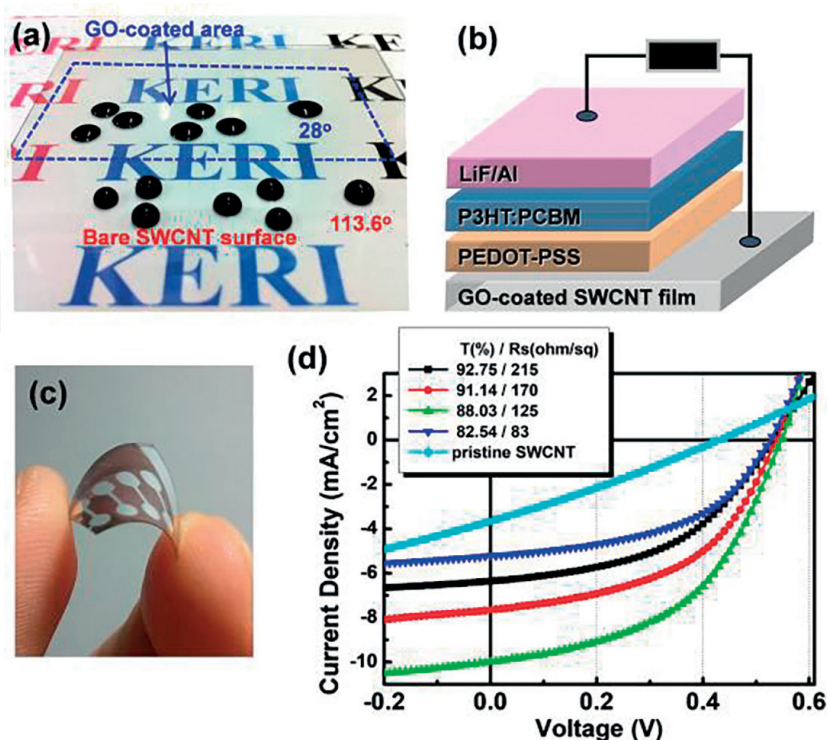 (a)
GO-coated area
KERI KERI KE
KERI KERI K
28°
KERI K
113.6°
Bare SWCNT surface
KERI
(b)
LiF/Al
P3HT:PCBM
PEDOT-PSS
GO-coated SWCNT film
(c)
(d)
T(%) / Rs(ohm/sq)
92.75 / 215
91.14 / 170
88.03 / 125
82.54 / 83
pristine SWCNT
Current Density (mA/cm²)
2
0
-2
-4
-6
-8
-10
-0.2 0.0 0.2 0.4 0.6
Voltage (V)